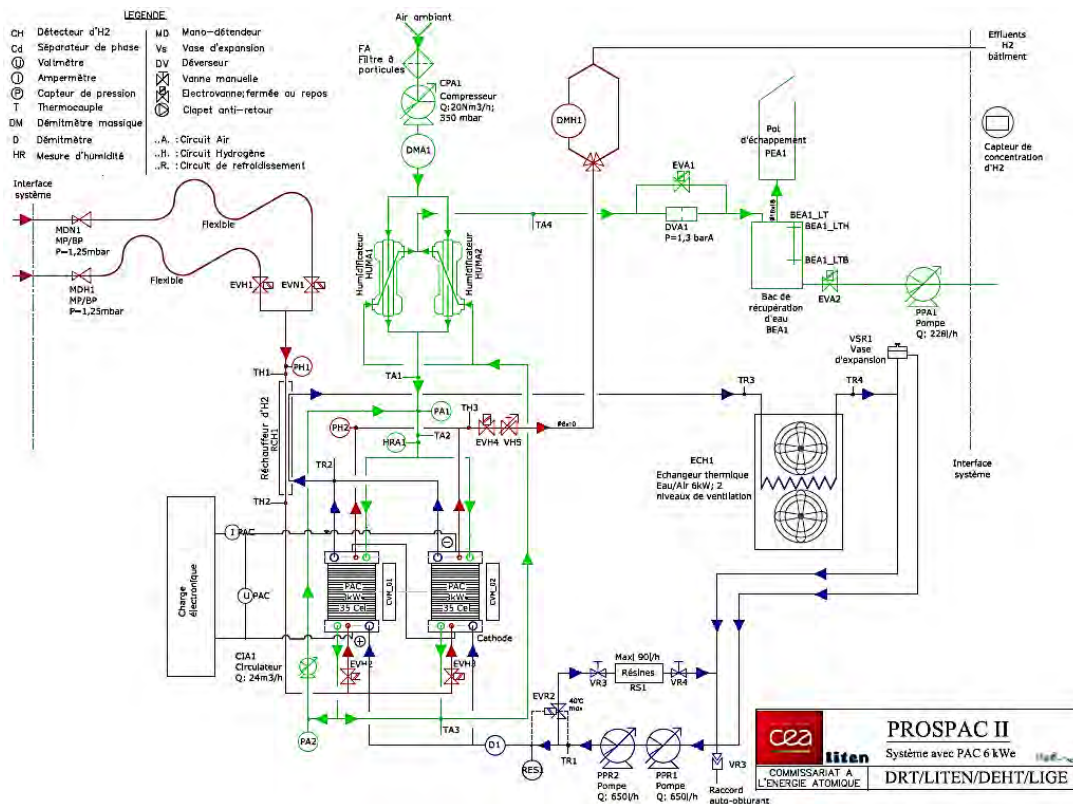 LEGENDE
CH Détecteur d'H2
Cd Séparateur de phase
U Voltmètre
I Ampermètre
P Capteur de pression
T Thermocouple
DM Démitmètre massique
D Démitmètre
HR Mesure d'humidité
MD Mano-détendeur
Vs Vase d'expansion
DV Déverseur
Vanne manuelle
Electrovanne;fermée au repos
Clapet anti-retour
..A. :Circuit Air
..H. :Circuit Hydrogène
..R. :Circuit de refroidissement
Air ambiant
FA
Filtre à
particules
CPA1
Compresseur
Q:20Nm3/h;
350 mbar
DMA1
DMH1
Effluents
H2
bâtiment
Capteur de
concentration
d'H2
Pot
d'échappement
PEA1
EVA1
DVA1
P=1,3 barA
TA4
BEA1_LT
BEA1_LTH
BEA1_LTB
Bac de
récupération
d'eau
BEA1
EVA2
PPA1
Pompe
Q: 228l/h
Interface
système
MDN1
MP/BP
P=1,25mbar
Flexible
MDH1
MP/BP
P=1,25mbar
Flexible
EVH1
EVN1
Humidificateur
HUMA1
Humidificateur
HUMA2
VSR1
Vase
d'expansion
TH1
PH1
TA1
PA1
TH3
PH2
EVH4
VH5
HRA1
TA2
TR3
TR4
Réchauffeur d'H2
RCH1
TR2
TH2
ECH1
Echangeur thermique
Eau/Air 6kW; 2
niveaux de ventilation
Interface
système
Charge
électronique
I PAC
U PAC
PAC
3kW
35 Cel
CVM_01
PAC
3kW
35 Cel
CVM_02
Cathode
CIA1
Circulateur
Q: 24m3/h
EVH2
EVH3
PA2
TA3
Max| 90l/h
VR3
Résines
RS1
VR4
EVR2
40°C
max
D1
RES1
TR1
PPR2
Pompe
Q: 650l/h
PPR1
Pompe
Q: 650l/h
VR3
Raccord
auto-obturant
cea
liten
COMMISSARIAT A
L'ENERGIE ATOMIQUE
PROSPAC II
Système avec PAC 6 kWe
DRT/LITEN/DEHT/LIGE